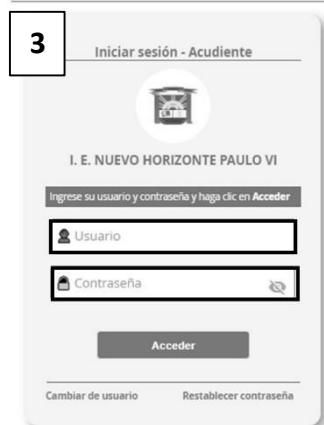 3
Iniciar sesión - Acudiente
I. E. NUEVO HORIZONTE PAULO VI
Ingrese su usuario y contraseña y haga clic en Acceder
Usuario
Contraseña
Acceder
Cambiar de usuario Restablecer contraseña